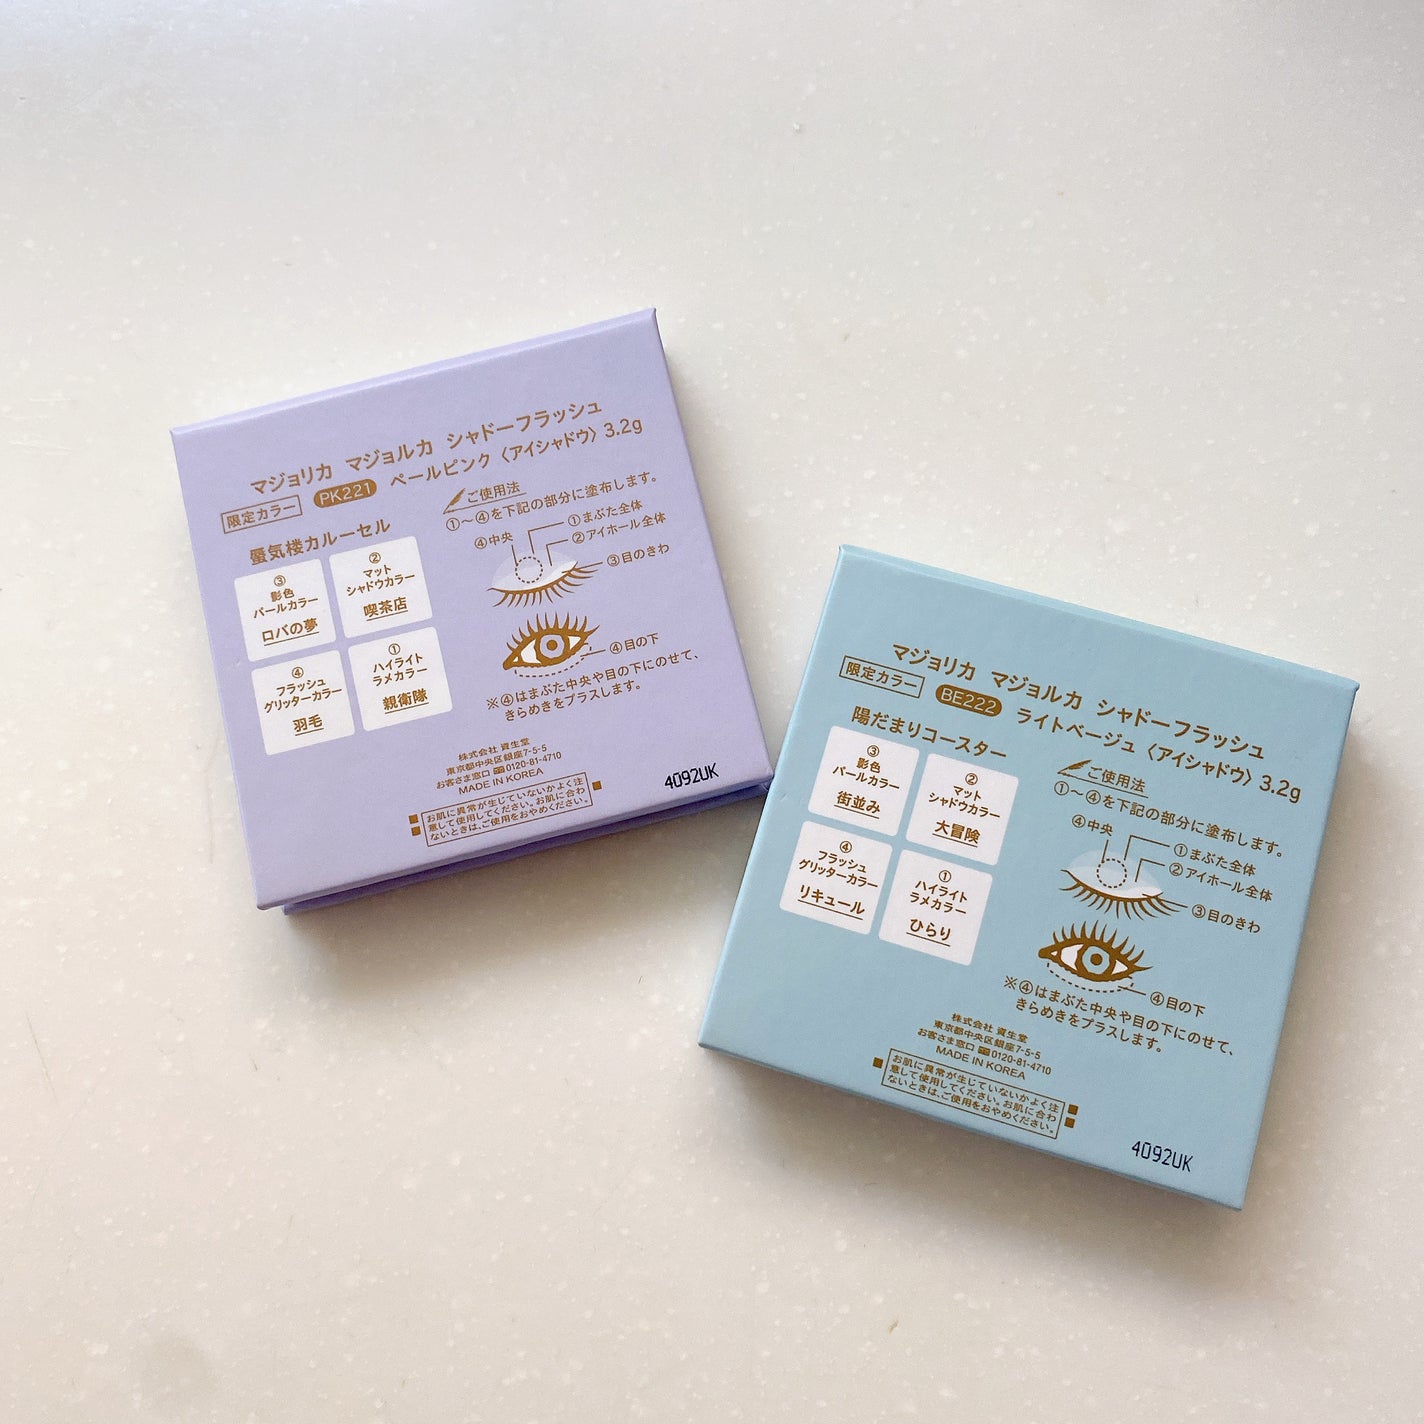 マジョリカ マジョルカ シャドーフラッシュ
限定カラー PK221 ペールピンク〈アイシャドウ〉3.2g
蜃気楼カルーセル
③
影色
パールカラー
ロバの夢
②
マット
シャドウカラー
喫茶店
④
フラッシュ
グリッターカラー
羽毛
①
ハイライト
ラメカラー
親衛隊
ご使用法
①～④を下記の部分に塗布します。
④中央
①まぶた全体
②アイホール全体
③目のきわ
④目の下
※④はまぶた中央や目の下にのせて、
きらめきをプラスします。
株式会社 資生堂
東京都中央区銀座7-5-5
お客さま窓口 0120-81-4710
MADE IN KOREA
お肌に異常が生じていないかよく注
意して使用してください。お肌に合わ
ないときは、ご使用をおやめください。
4092UK
マジョリカ マジョルカ シャドーフラッシュ
限定カラー BE222 ライトベージュ〈アイシャドウ〉3.2g
陽だまりコースター
③
影色
パールカラー
街並み
②
マット
シャドウカラー
大冒険
④
フラッシュ
グリッターカラー
リキュール
①
ハイライト
ラメカラー
ひらり
ご使用法
①～④を下記の部分に塗布します。
④中央
①まぶた全体
②アイホール全体
③目のきわ
④目の下
※④はまぶた中央や目の下にのせて、
きらめきをプラスします。
株式会社 資生堂
東京都中央区銀座7-5-5
お客さま窓口 0120-81-4710
MADE IN KOREA
お肌に異常が生じていないかよく注
意して使用してください。お肌に合わ
ないときは、ご使用をおやめください。
4092UK